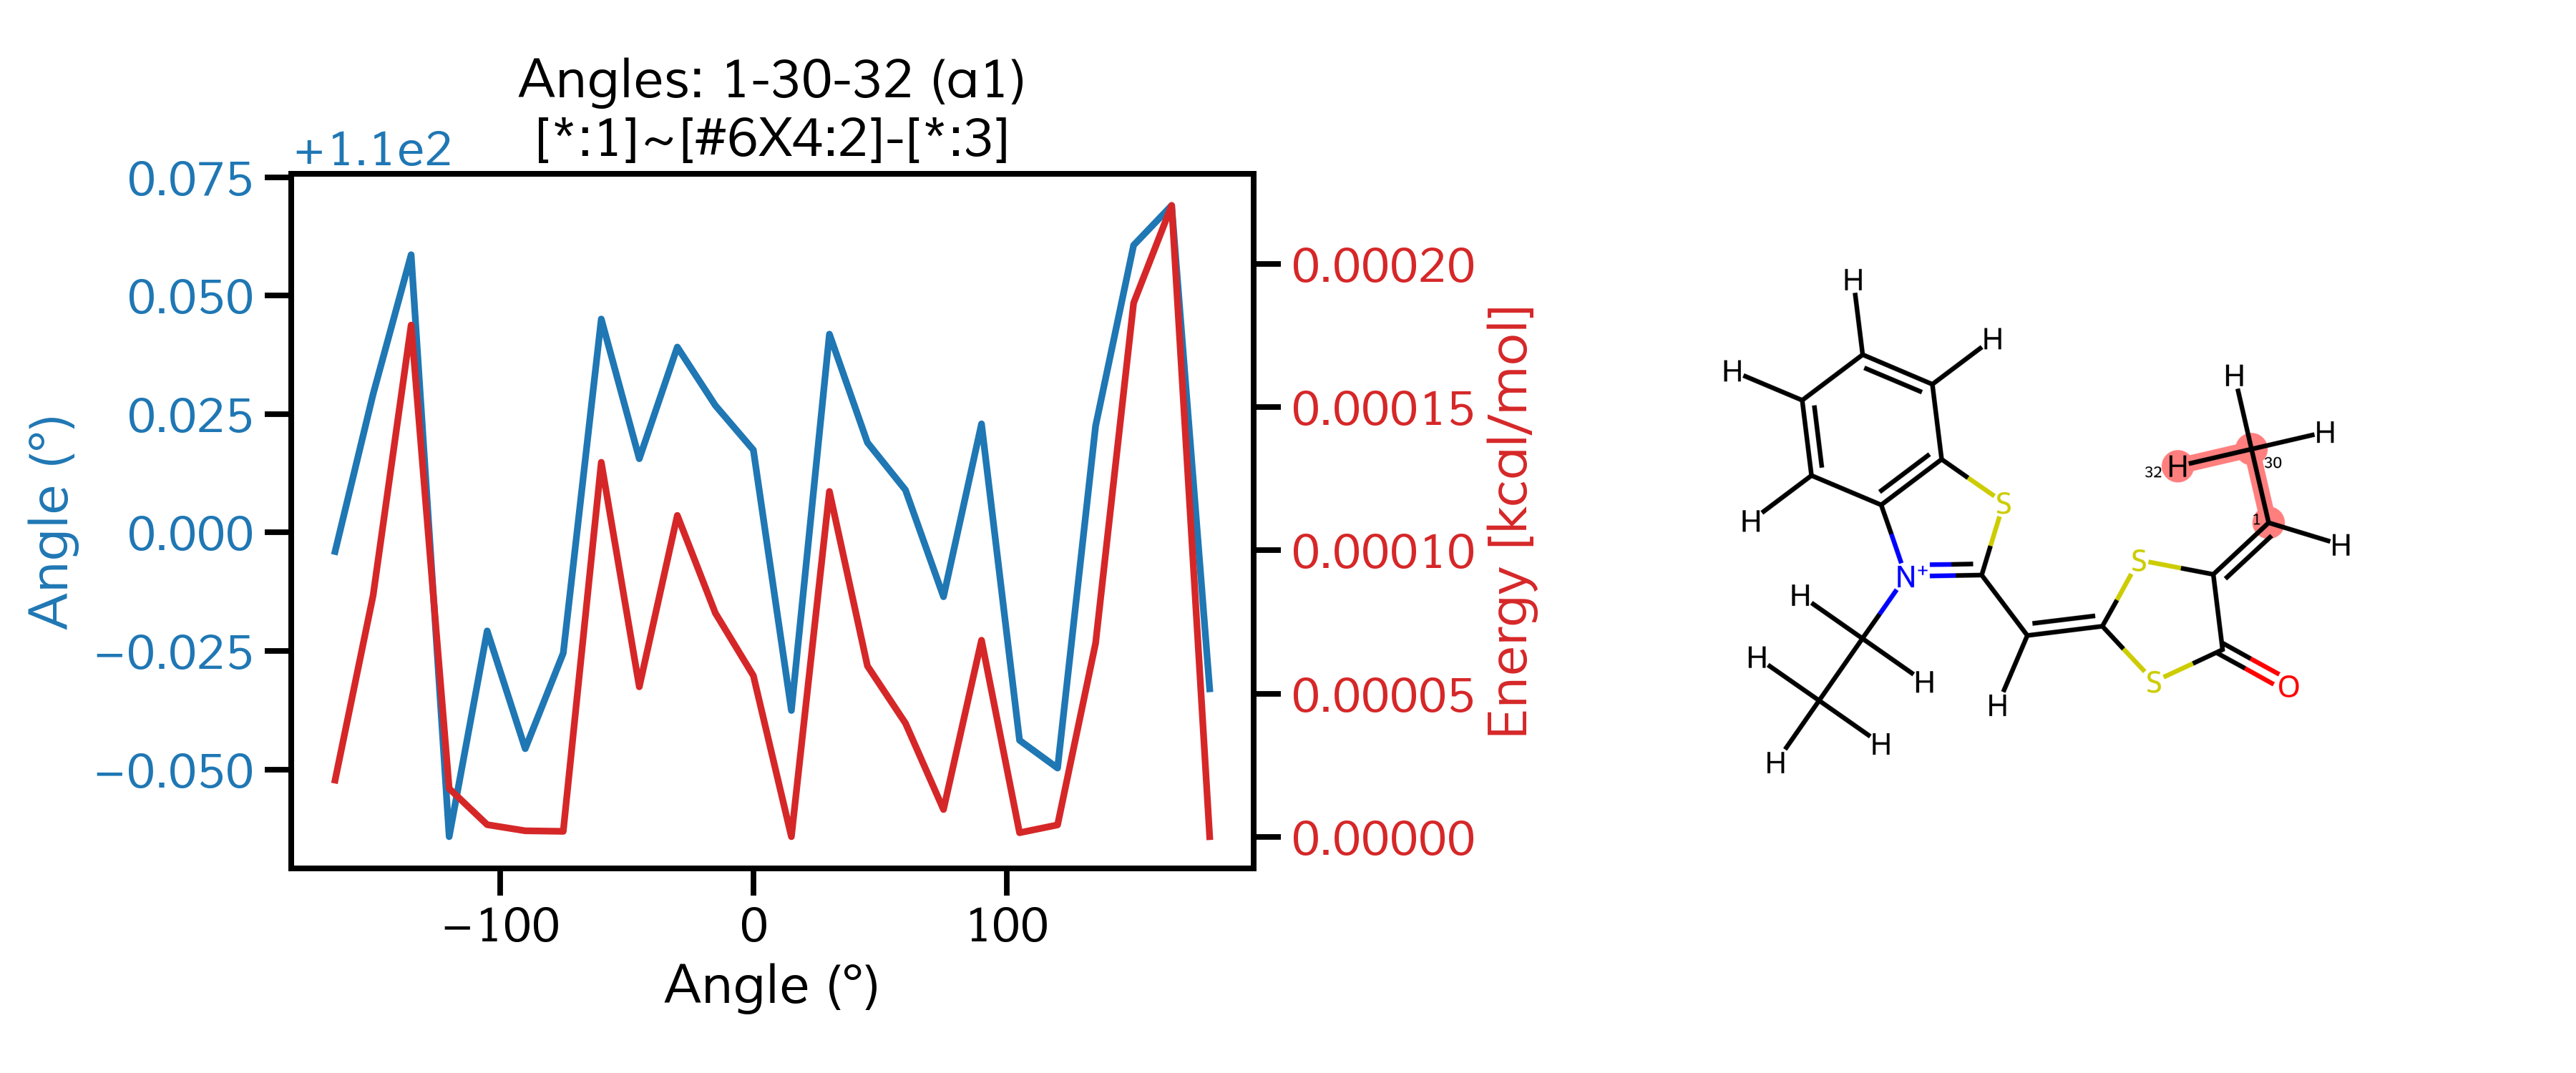 Angles: 1-30-32 (a1)
[*:1]~[#6X4:2]-[*:3]
+1.1e2
0.075
0.050
0.025
0.000
−0.025
−0.050
Angle (°)
0.00020
0.00015
0.00010
0.00005
0.00000
Energy [kcal/mol]
−100 0 100
Angle (°)
H
H
H
H
H
H
32 H
30
H
S
1
H
S
N+
H
H
H
S
O
H
H
H